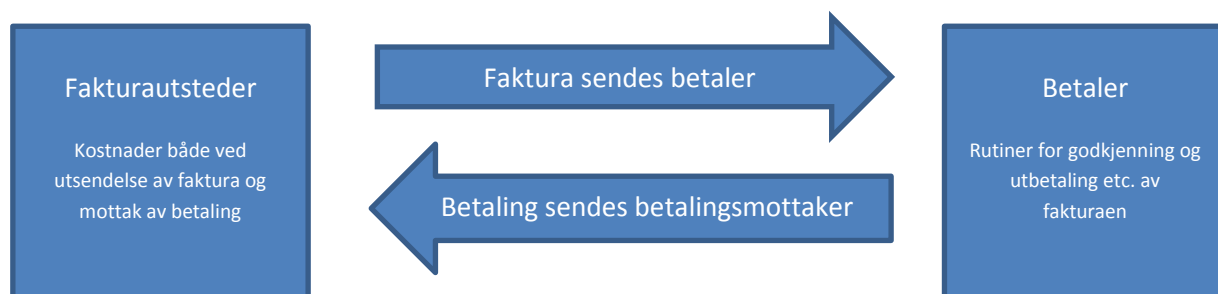 Fakturautsteder
Kostnader både ved
utsendelse av faktura og
mottak av betaling
Faktura sendes betaler
Betaling sendes betalingsmottaker
Betaler
Rutiner for godkjenning og
utbetaling etc. av
fakturaen